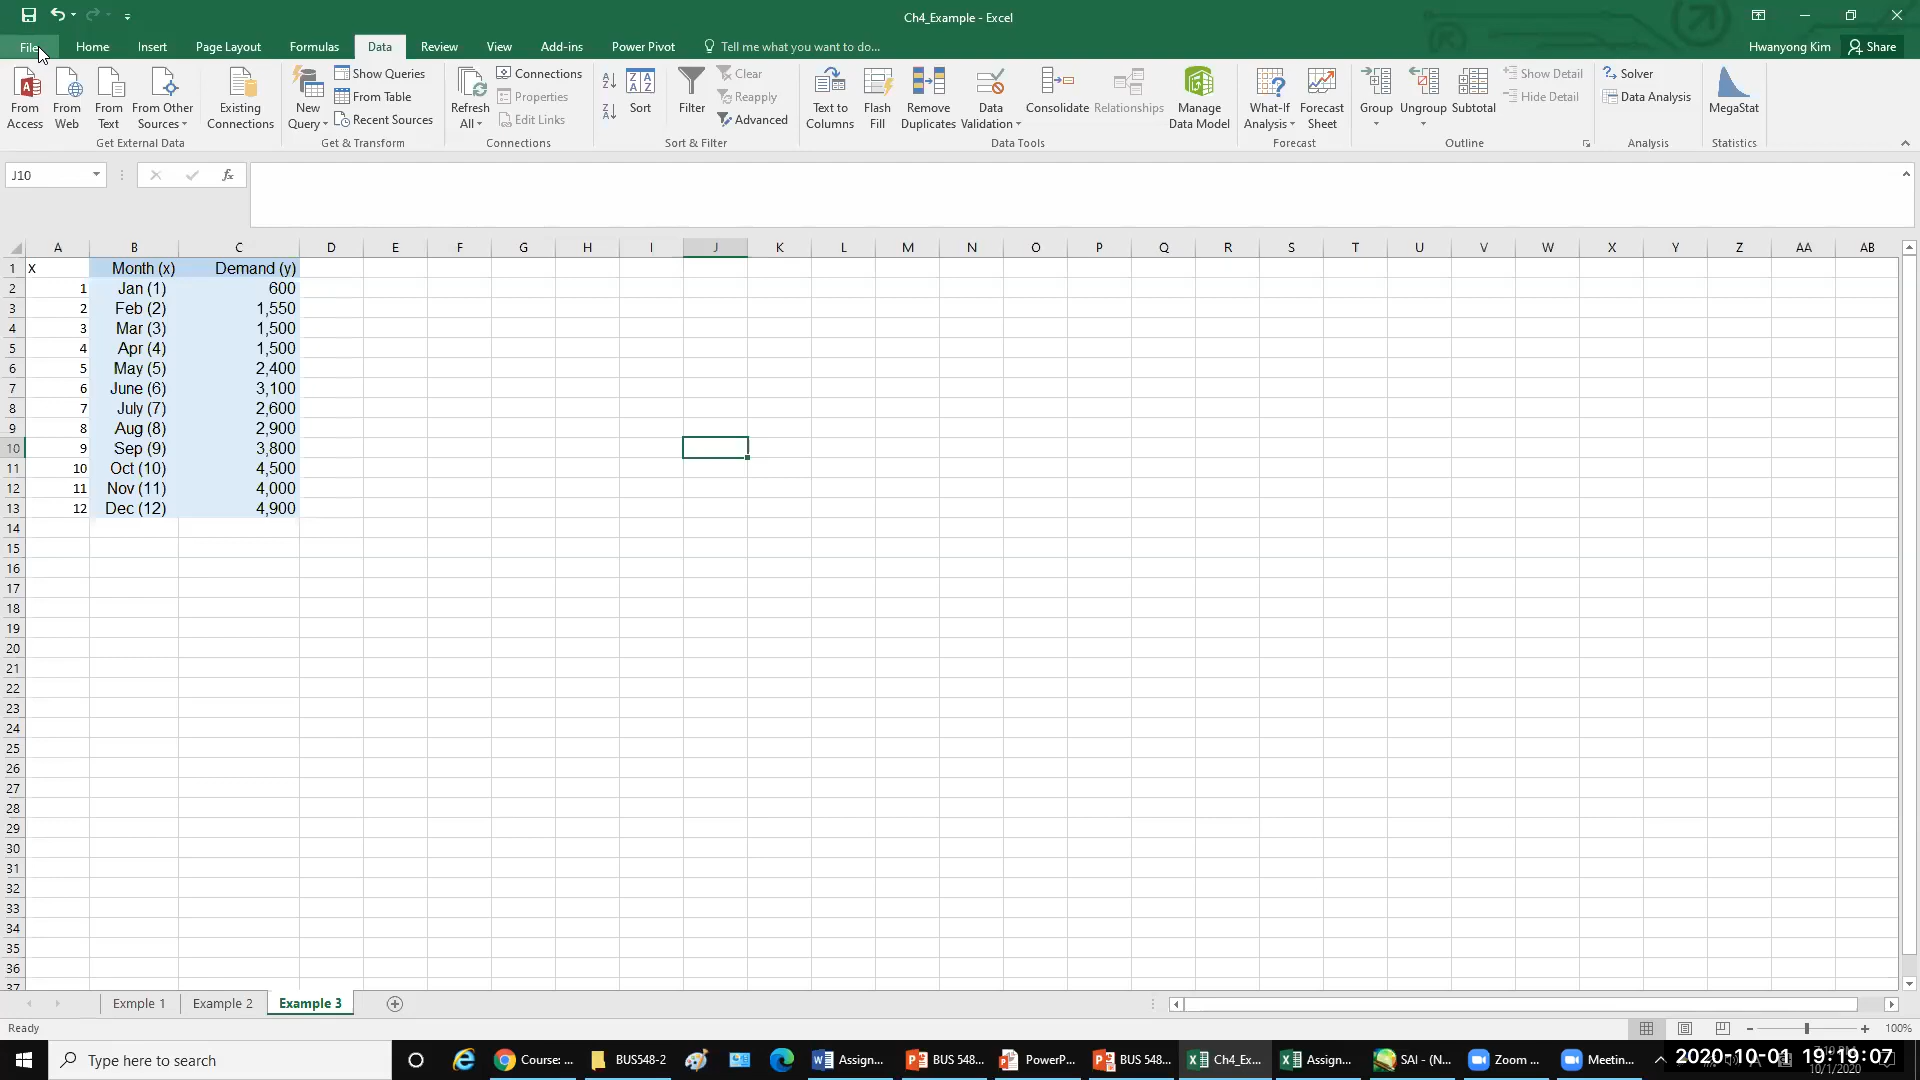 Ch4_Example - Excel
File Home Insert Page Layout Formulas Data Review View Add-ins Power Pivot Tell me what you want to do... Hwanyong Kim Share
From Access From Web From Text From Other Sources Existing Connections
Get External Data
New Query Show Queries From Table Recent Sources
Get & Transform
Refresh All Connections Properties Edit Links
Connections
Sort Filter Clear Reapply Advanced
Sort & Filter
Text to Columns Flash Fill Remove Duplicates Data Validation Consolidate Relationships Manage Data Model
Data Tools
What-If Analysis Forecast Sheet
Forecast
Group Ungroup Subtotal Show Detail Hide Detail
Outline
Solver Data Analysis
Analysis
MegaStat
Statistics
J10 fx
A B C D E F G H I J K L M N O P Q R S T U V W X Y Z AA AB
1 X Month (x) Demand (y)
2 1 Jan (1) 600
3 2 Feb (2) 1,550
4 3 Mar (3) 1,500
5 4 Apr (4) 1,500
6 5 May (5) 2,400
7 6 June (6) 3,100
8 7 July (7) 2,600
9 8 Aug (8) 2,900
10 9 Sep (9) 3,800
11 10 Oct (10) 4,500
12 11 Nov (11) 4,000
13 12 Dec (12) 4,900
14
15
16
17
18
19
20
21
22
23
24
25
26
27
28
29
30
31
32
33
34
35
36
37
Exmple 1 Example 2 Example 3
Ready 100%
Type here to search Course: ... BUS548-2 Assign... BUS 548... PowerP... BUS 548... Ch4_Ex... Assign... SAI - (N... Zoom ... Meetin... 2020-10-01 19:19:07
10/1/2020